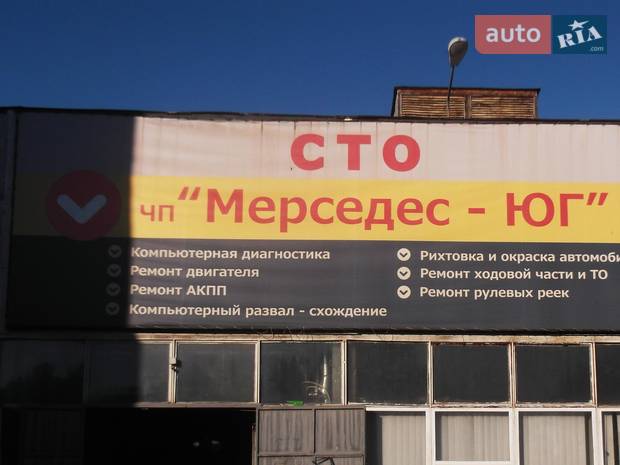 auto RIA.com
СТО
ЧП "Мерседес - ЮГ"
Компьютерная диагностика
Ремонт двигателя
Ремонт АКПП
Компьютерный развал - схождение
Рихтовка и окраска автомоби
Ремонт ходовой части и ТО
Ремонт рулевых реек